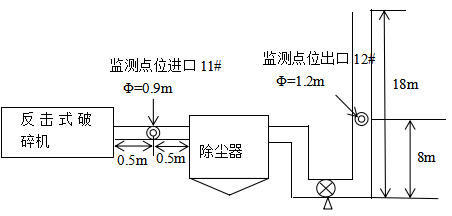 监测点位进口 11#
Φ=0.9m
监测点位出口 12#
Φ=1.2m
18m
反击式破
碎机
除尘器
0.5m
0.5m
8m